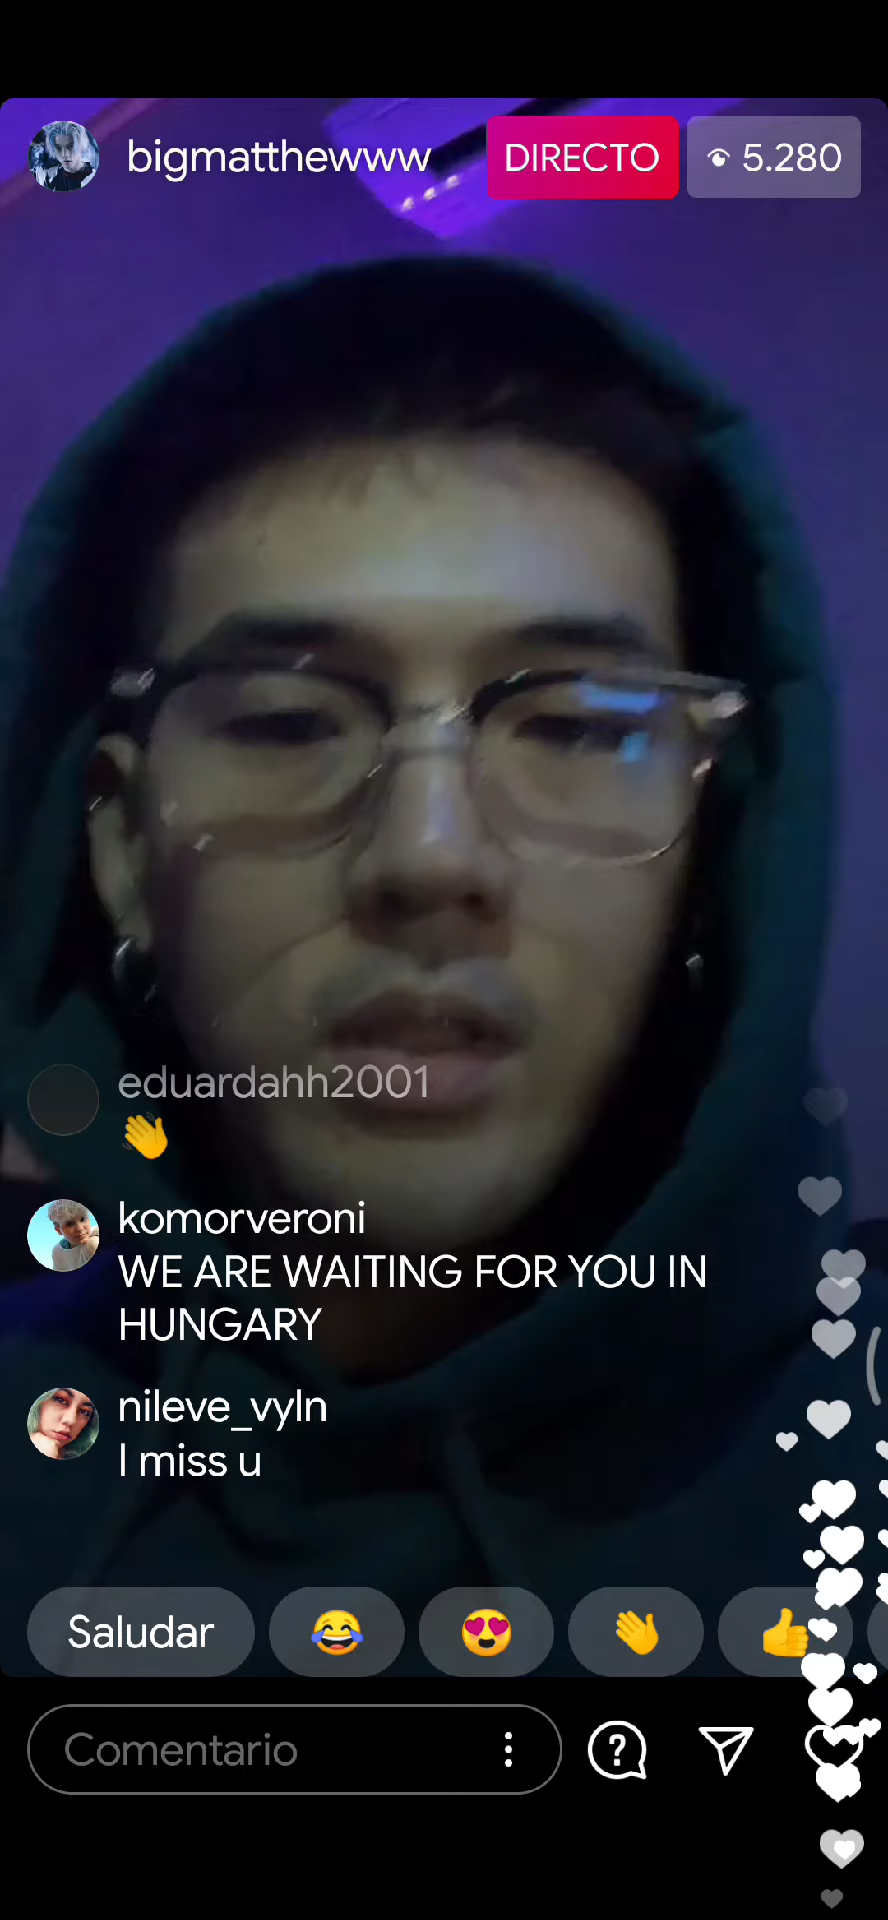 bigmatthewww DIRECTO 5.280
eduardahh2001
👋
komorveroni
WE ARE WAITING FOR YOU IN
HUNGARY
nileve_vyln
I miss u
Saludar 😂 😍 👋 👍
Comentario